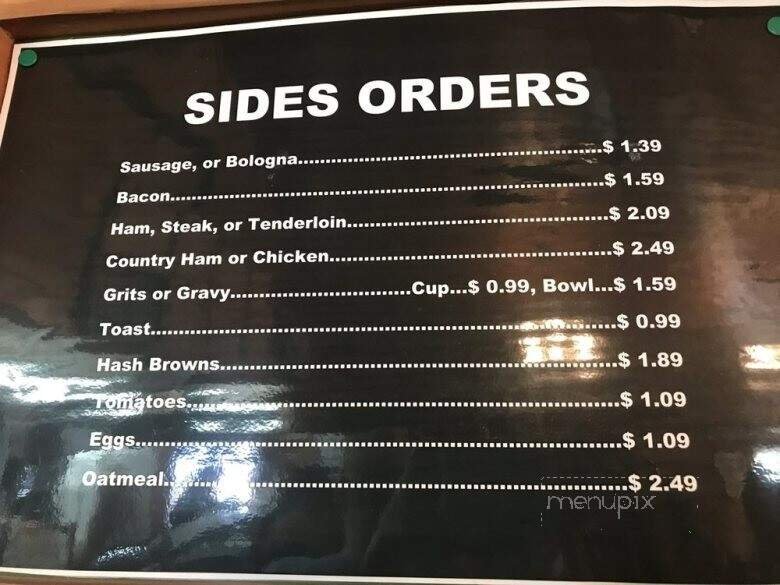 SIDES ORDERS
Sausage, or Bologna..............................................$ 1.39
Bacon..............................................................$ 1.59
Ham, Steak, or Tenderloin.......................................$ 2.09
Country Ham or Chicken.........................................$ 2.49
Grits or Gravy..............................Cup...$ 0.99, Bowl...$ 1.59
Toast...............................................................$ 0.99
Hash Browns......................................................$ 1.89
Tomatoes..........................................................$ 1.09
Eggs................................................................$ 1.09
Oatmeal............................................................$ 2.49
menupix